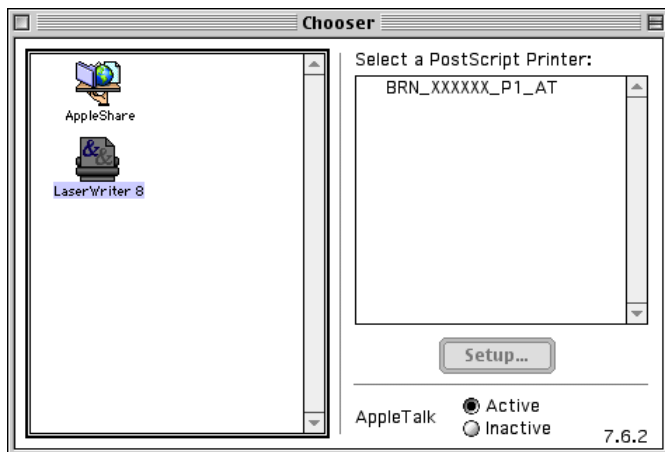 Chooser
AppleShare
LaserWriter 8
Select a PostScript Printer:
BRN_XXXXXX_P1_AT
Setup...
AppleTalk
Active
Inactive
7.6.2